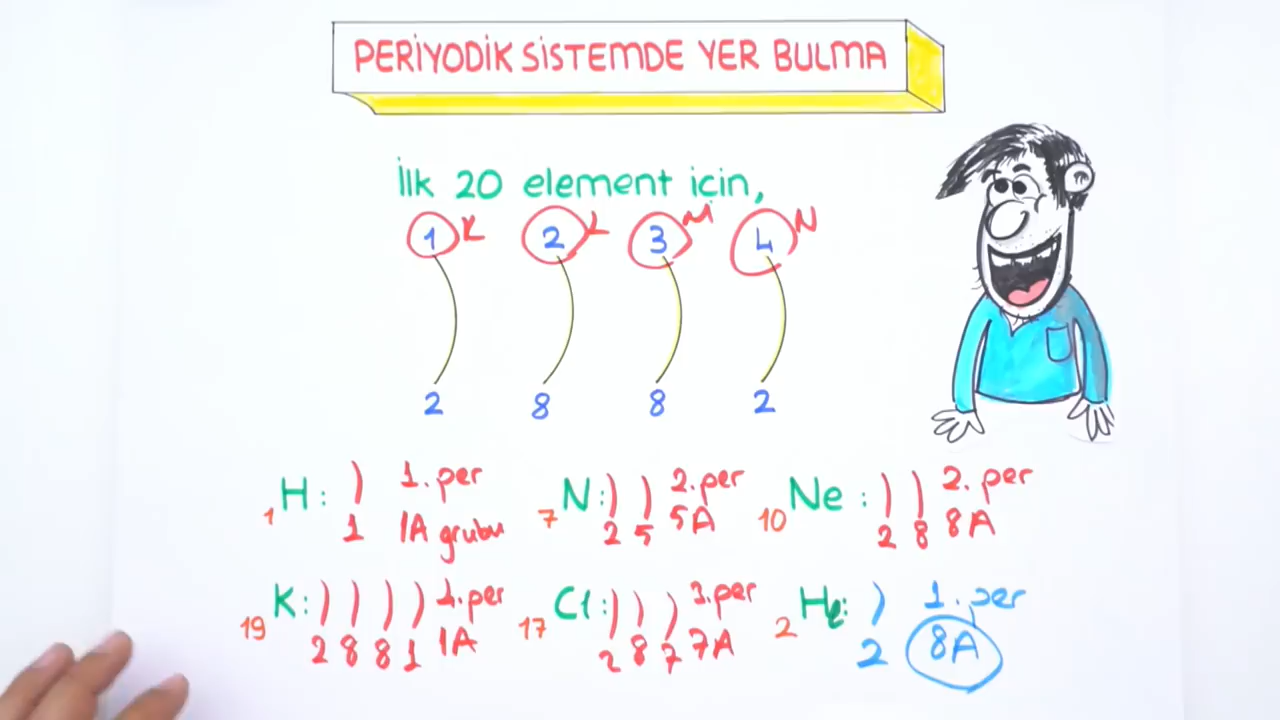 PERİYODİK SİSTEMDE YER BULMA
İlk 20 element için,
1 K 2 L 3 M 4 N
2 8 8 2
1H: 1 1. per 1A grubu
7N: 2 5 2. per 5A
10Ne: 2 8 2. per 8A
19K: 2 8 8 1 4. per 1A
17Cl: 2 8 7 3. per 7A
2He: 2 1. per 8A